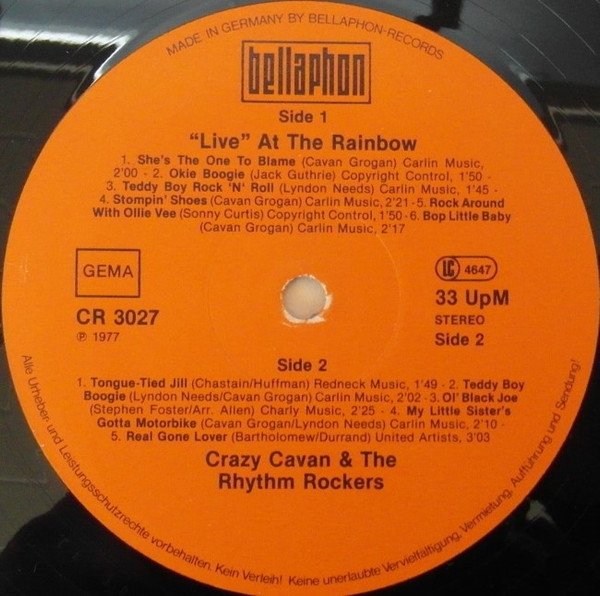 MADE IN GERMANY BY BELLAPHON-RECORDS
bellaphon
Side 1
"Live" At The Rainbow
1. She's The One To Blame (Cavan Grogan) Carlin Music,
2'00 - 2. Okie Boogie (Jack Guthrie) Copyright Control, 1'50 -
3. Teddy Boy Rock 'N' Roll (Lyndon Needs) Carlin Music, 1'45 -
4. Stompin' Shoes (Cavan Grogan) Carlin Music, 2'21 - 5. Rock Around
With Ollie Vee (Sonny Curtis) Copyright Control, 1'50 - 6. Bop Little Baby
(Cavan Grogan) Carlin Music, 2'17
GEMA
LC 4647
CR 3027
33 UpM
℗ 1977
STEREO
Side 2
Side 2
1. Tongue-Tied Jill (Chastain/Huffman) Redneck Music, 1'49 - 2. Teddy Boy
Boogie (Lyndon Needs/Cavan Grogan) Carlin Music, 2'02 - 3. Ol' Black Joe
(Stephen Foster/Arr. Allen) Charly Music, 2'25 - 4. My Little Sister's
Gotta Motorbike (Cavan Grogan/Lyndon Needs) Carlin Music, 2'10 -
5. Real Gone Lover (Bartholomew/Durrand) United Artists, 3'03
Crazy Cavan & The
Rhythm Rockers
Alle Urheber und Leistungsschutzrechte vorbehalten. Kein Verleih! Keine unerlaubte Vervielfältigung, Vermietung, Aufführung und Sendung!